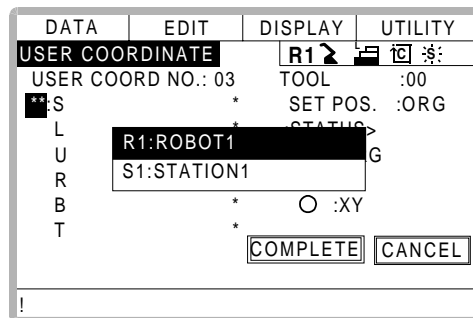 DATA EDIT DISPLAY UTILITY
USER COORDINATE R1 C S
USER COORD NO.: 03 TOOL :00
**:S * SET POS. :ORG
L *
U G
R1:ROBOT1
S1:STATION1
R
B * :XY
T *
COMPLETE CANCEL
!